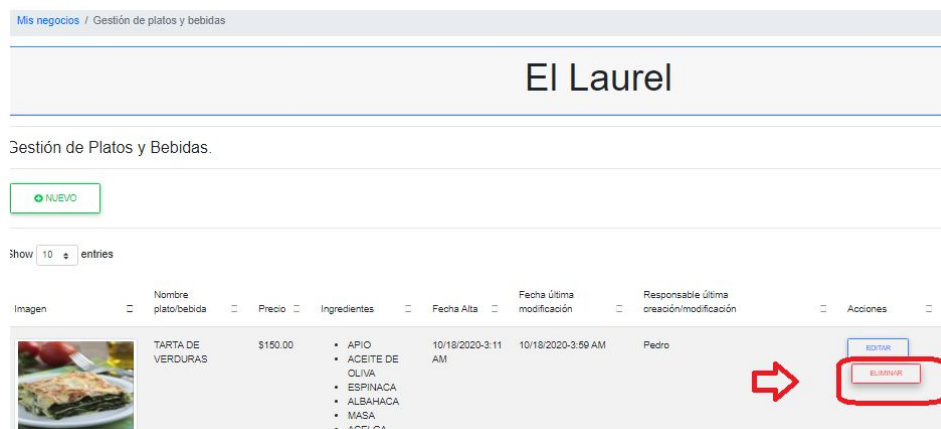 Mis negocios / Gestión de platos y bebidas
El Laurel
Gestión de Platos y Bebidas.
NUEVO
Show 10 entries
Imagen
Nombre plato/bebida
Precio
Ingredientes
Fecha Alta
Fecha última modificación
Responsable última creación/modificación
Acciones
TARTA DE VERDURAS
$150.00
• APIO
• ACEITE DE OLIVA
• ESPINACA
• ALBAHACA
• MASA
• ACELGA
10/18/2020-3:11 AM
10/18/2020-3:59 AM
Pedro
EDITAR
ELIMINAR